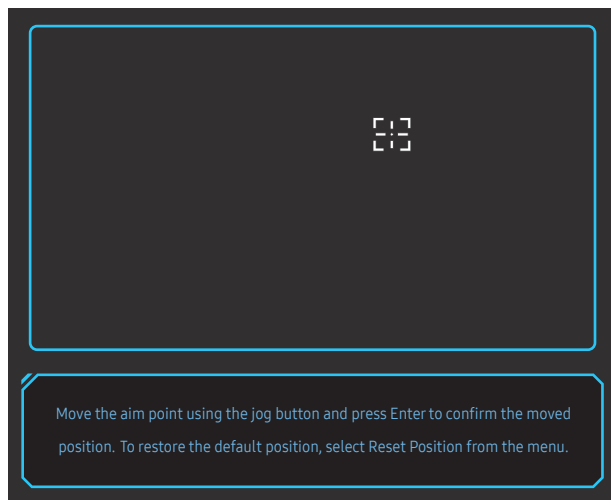 Move the aim point using the jog button and press Enter to confirm the moved
position. To restore the default position, select Reset Position from the menu.